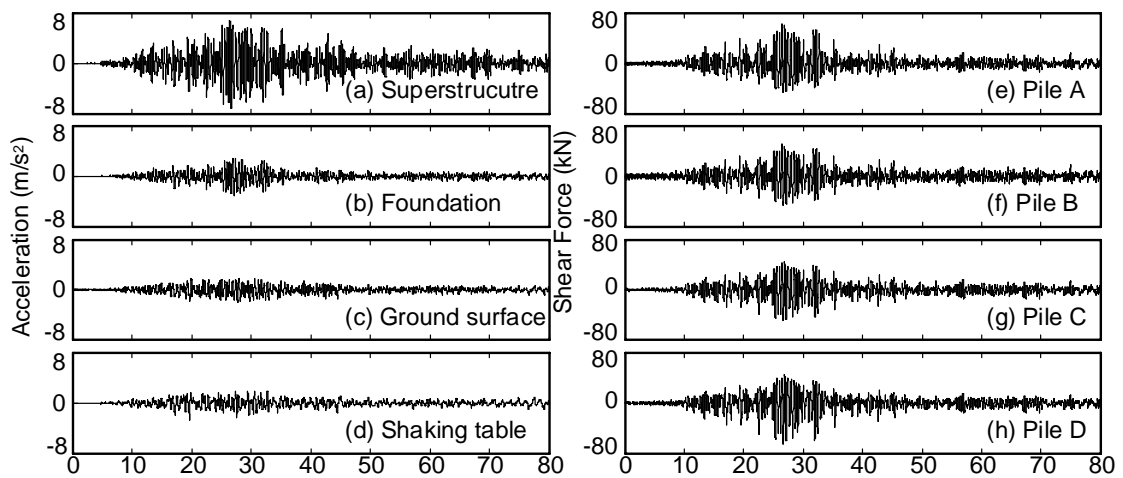 Acceleration (m/s²)
8
0
-8
(a) Superstrucutre
8
0
-8
(b) Foundation
8
0
-8
(c) Ground surface
8
0
-8
(d) Shaking table
0 10 20 30 40 50 60 70 80
Shear Force (kN)
80
0
-80
(e) Pile A
80
0
-80
(f) Pile B
80
0
-80
(g) Pile C
80
0
-80
(h) Pile D
0 10 20 30 40 50 60 70 80